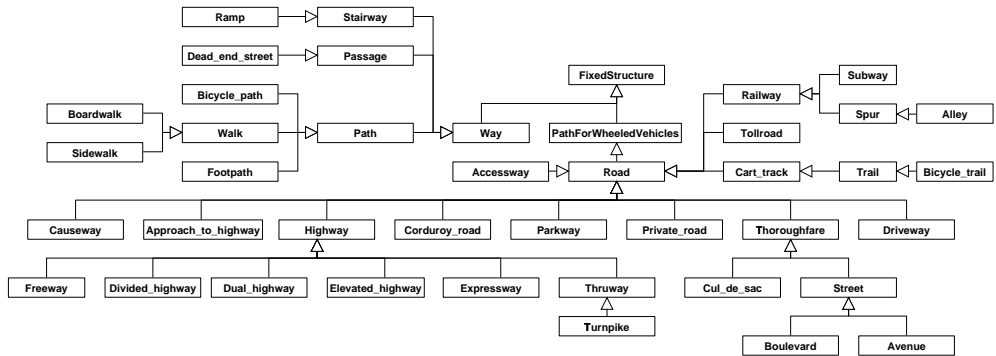 Ramp
Stairway
Dead_end_street
Passage
FixedStructure
Subway
Bicycle_path
Railway
Boardwalk
Spur
Alley
Walk
Path
Way
PathForWheeledVehicles
Tollroad
Sidewalk
Footpath
Accessway
Road
Cart_track
Trail
Bicycle_trail
Causeway
Approach_to_highway
Highway
Corduroy_road
Parkway
Private_road
Thoroughfare
Driveway
Freeway
Divided_highway
Dual_highway
Elevated_highway
Expressway
Thruway
Cul_de_sac
Street
Turnpike
Boulevard
Avenue